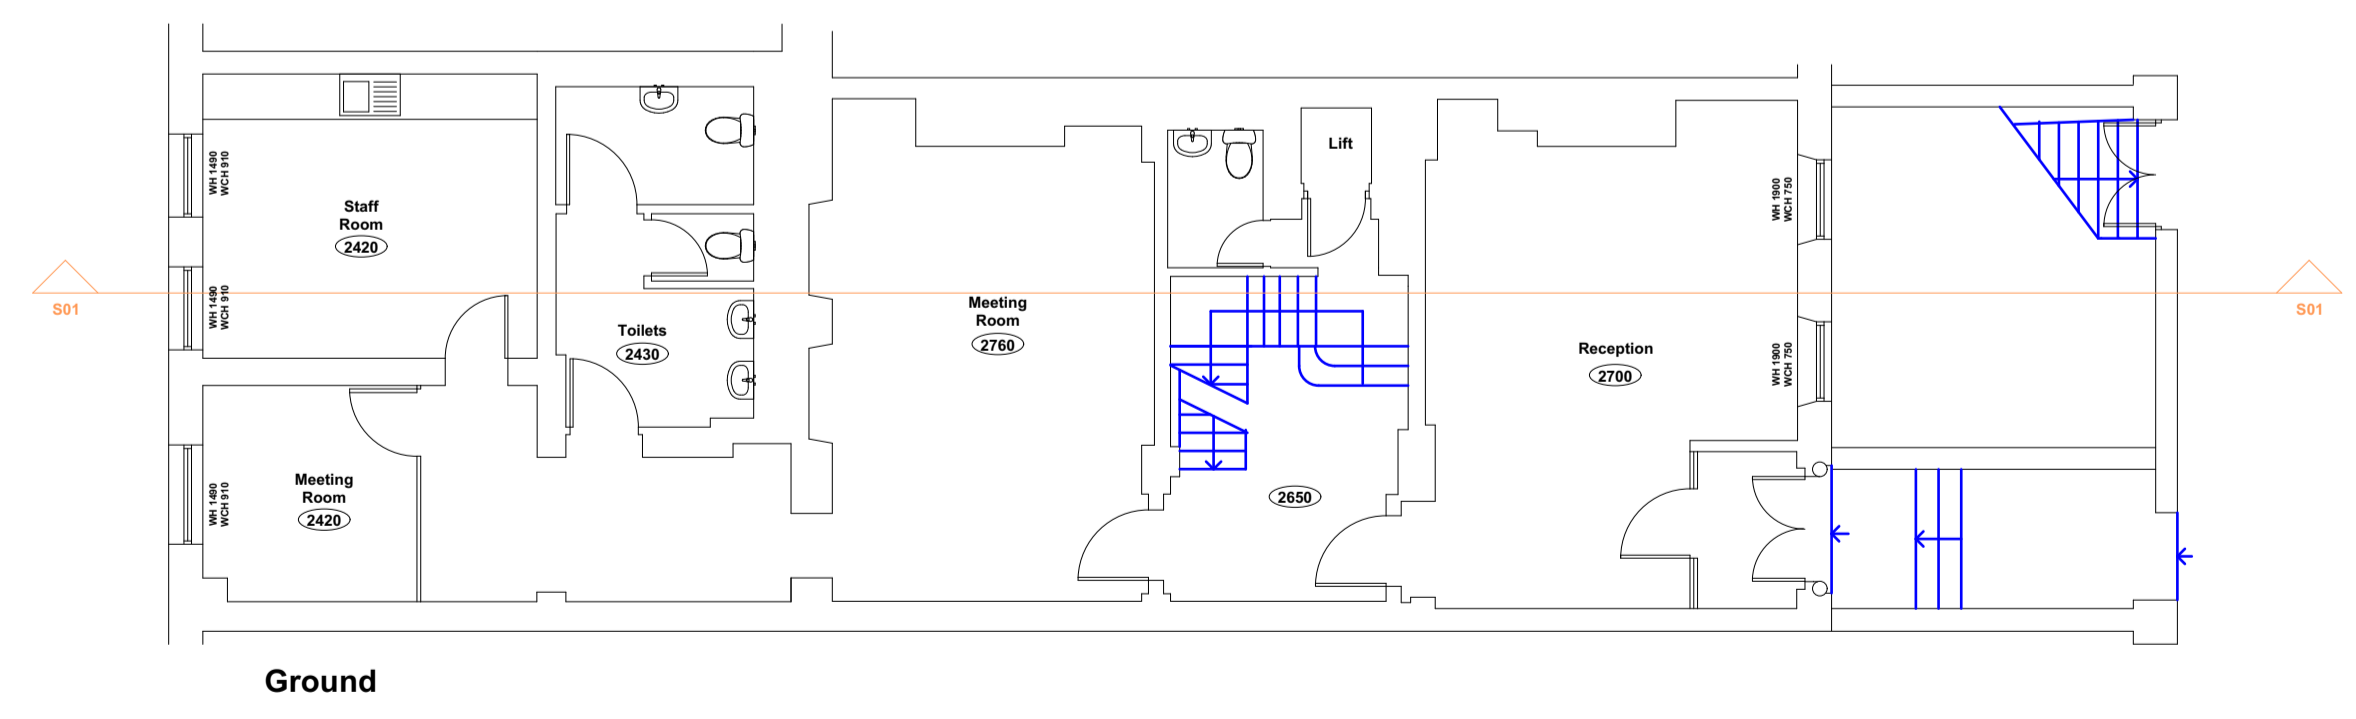 WH 1490
WCH 910
Staff
Room
2420
S01
WH 1490
WCH 910
Toilets
2430
Meeting
Room
2420
WH 1490
WCH 910
Meeting
Room
2760
Lift
2650
Reception
2700
WH 1900
WCH 750
WH 1900
WCH 750
S01
Ground